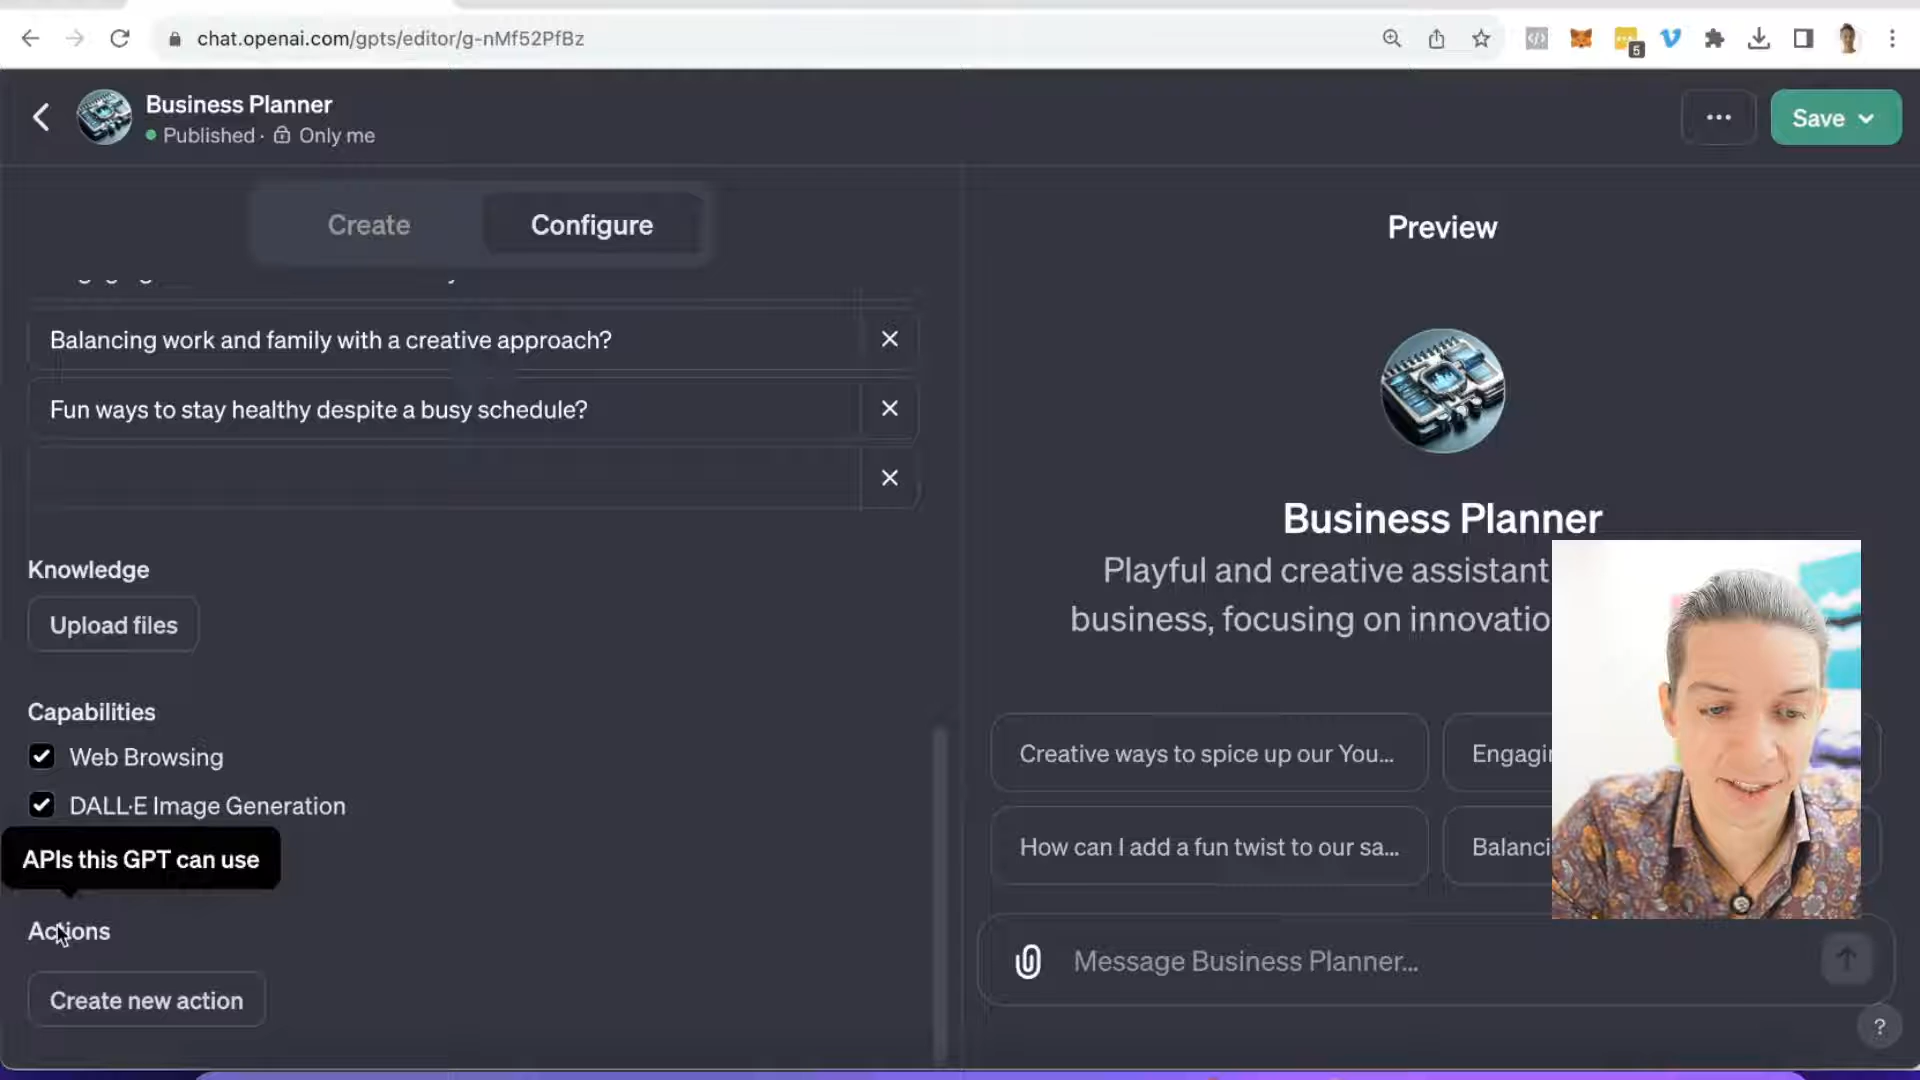 chat.openai.com/gpts/editor/g-nMf52PfBz
5
Business Planner
Published · Only me
...
Save
Create
Configure
Preview
Balancing work and family with a creative approach?
Fun ways to stay healthy despite a busy schedule?
Knowledge
Upload files
Capabilities
Web Browsing
DALL·E Image Generation
APIs this GPT can use
Actions
Create new action
Business Planner
Playful and creative assistant
business, focusing on
Creative ways to spice up our You...
How can I add a fun twist to our sa...
Message Business Planner...
?